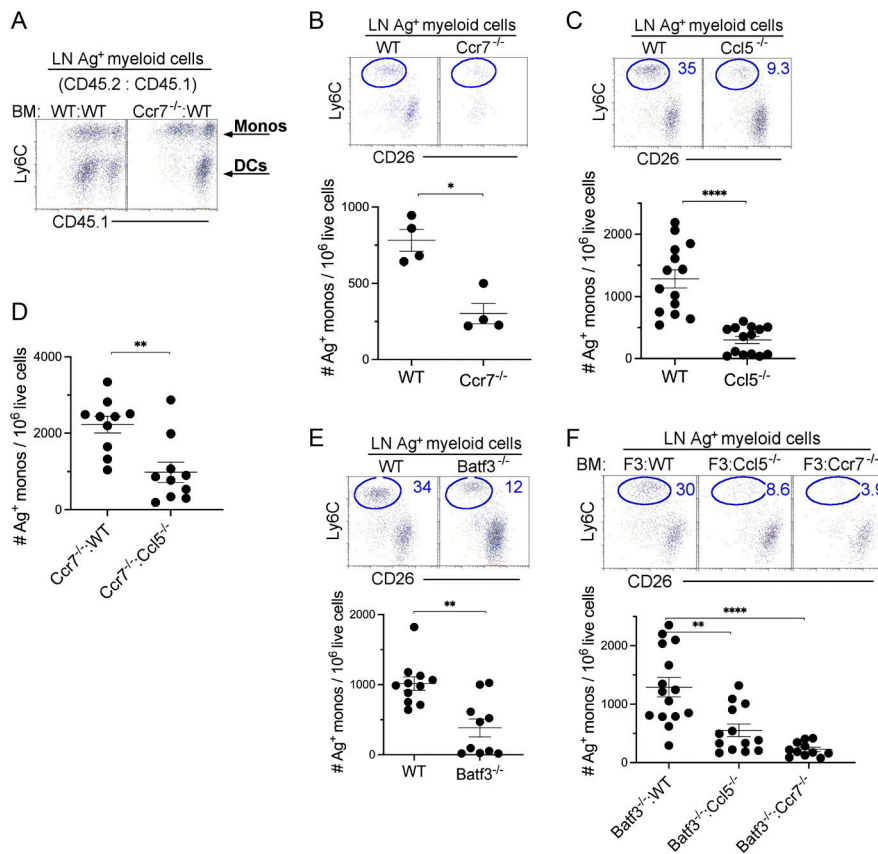 A
LN Ag⁺ myeloid cells
(CD45.2 : CD45.1)
BM: WT:WT Ccr7⁻/⁻:WT
Ly6C
Monos
DCs
CD45.1
B
LN Ag⁺ myeloid cells
WT Ccr7⁻/⁻
Ly6C
CD26
*
# Ag⁺ monos / 10⁶ live cells
1000
500
0
WT
Ccr7⁻/⁻
C
LN Ag⁺ myeloid cells
WT Ccl5⁻/⁻
35 9.3
Ly6C
CD26
****
# Ag⁺ monos / 10⁶ live cells
2000
1000
0
WT
Ccl5⁻/⁻
D
**
# Ag⁺ monos / 10⁶ live cells
4000
2000
0
Ccr7⁻/⁻:WT
Ccr7⁻/⁻:Ccl5⁻/⁻
E
LN Ag⁺ myeloid cells
WT Batf3⁻/⁻
34 12
Ly6C
CD26
**
# Ag⁺ monos / 10⁶ live cells
2000
1000
0
WT
Batf3⁻/⁻
F
LN Ag⁺ myeloid cells
BM: F3:WT F3:Ccl5⁻/⁻ F3:Ccr7⁻/⁻
30 8.6 3.9
Ly6C
CD26
****
**
# Ag⁺ monos / 10⁶ live cells
2000
1000
0
Batf3⁻/⁻:WT
Batf3⁻/⁻:Ccl5⁻/⁻
Batf3⁻/⁻:Ccr7⁻/⁻